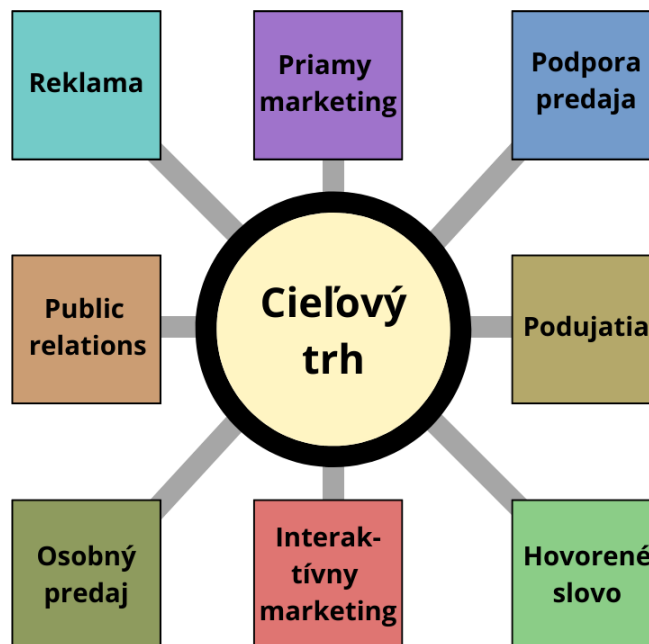 Reklama
Priamy
marketing
Podpora
predaja
Public
relations
Cieľový
trh
Podujatia
Osobný
predaj
Interak-
tívny
marketing
Hovorené
slovo